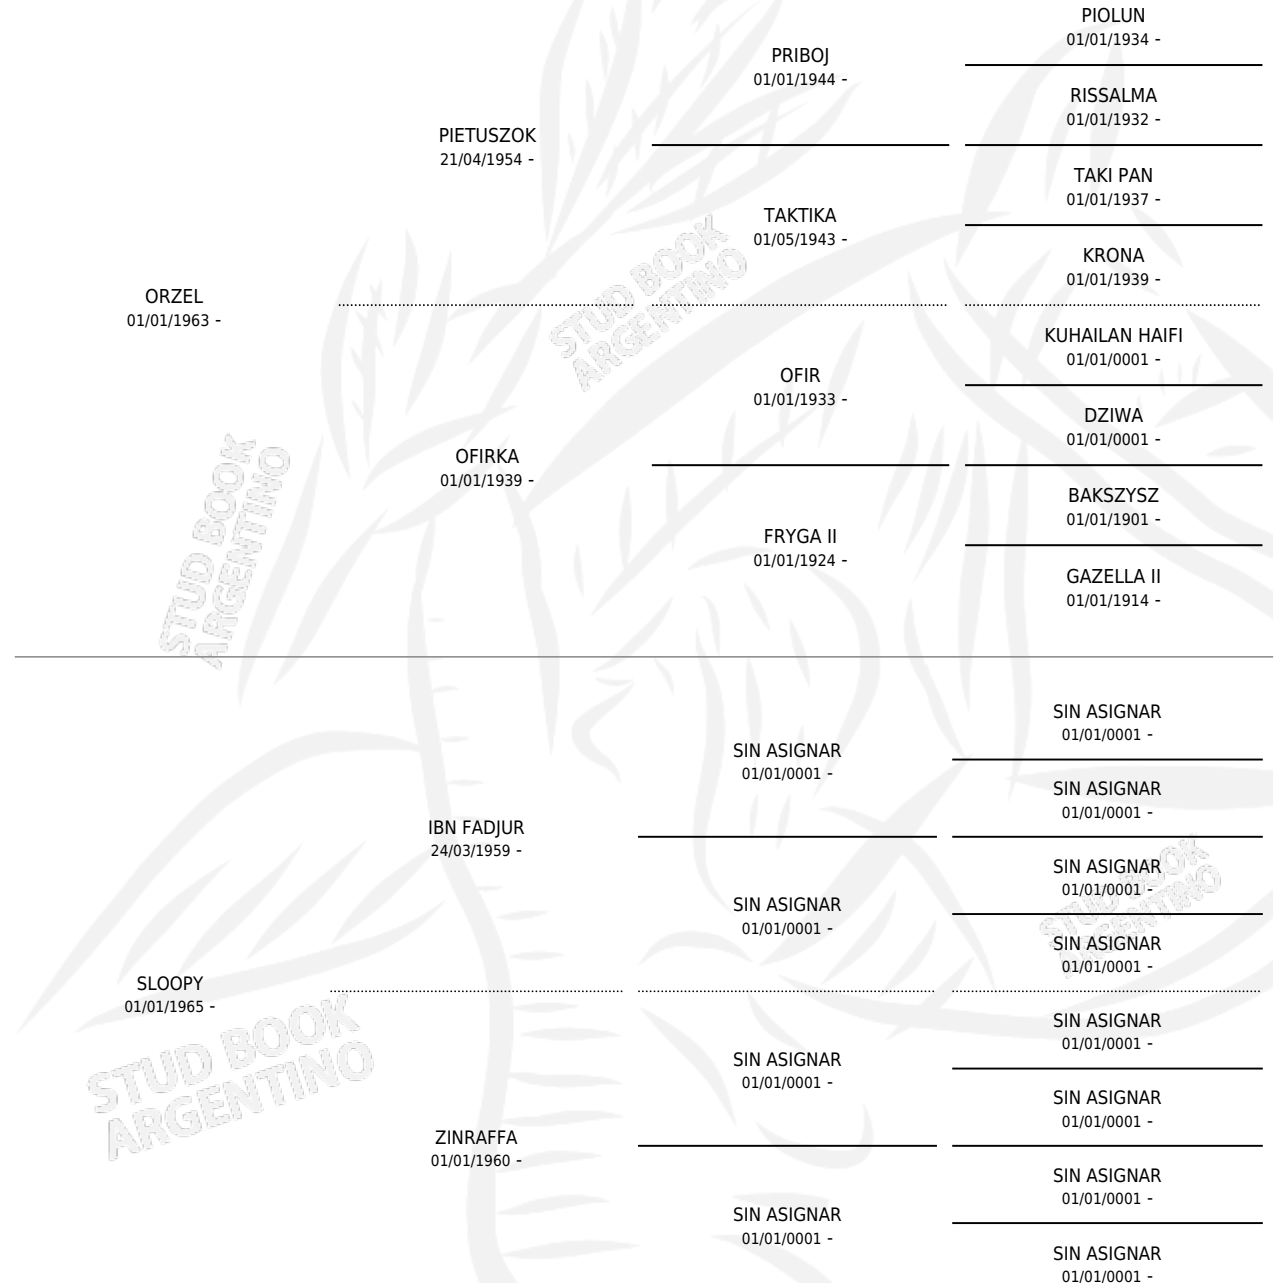 PIOLUN
01/01/1934 -
PRIBOJ
01/01/1944 -
RISSALMA
01/01/1932 -
PIETUSZOK
21/04/1954 -
TAKI PAN
01/01/1937 -
TAKTIKA
01/05/1943 -
KRONA
01/01/1939 -
ORZEL
01/01/1963 -
KUHAILAN HAIFI
01/01/0001 -
OFIR
01/01/1933 -
DZIWA
01/01/0001 -
OFIRKA
01/01/1939 -
BAKSZYSZ
01/01/1901 -
FRYGA II
01/01/1924 -
GAZELLA II
01/01/1914 -
STUD BOOK
ARGENTINO
STUD BOOK
ARGENTINO
SIN ASIGNAR
01/01/0001 -
SIN ASIGNAR
01/01/0001 -
SIN ASIGNAR
01/01/0001 -
IBN FADJUR
24/03/1959 -
SIN ASIGNAR
01/01/0001 -
SIN ASIGNAR
01/01/0001 -
SIN ASIGNAR
01/01/0001 -
SLOOPY
01/01/1965 -
SIN ASIGNAR
01/01/0001 -
SIN ASIGNAR
01/01/0001 -
SIN ASIGNAR
01/01/0001 -
ZINRAFFA
01/01/1960 -
SIN ASIGNAR
01/01/0001 -
SIN ASIGNAR
01/01/0001 -
SIN ASIGNAR
01/01/0001 -
STUD BOOK
ARGENTINO
STUD BOOK
ARGENTINO